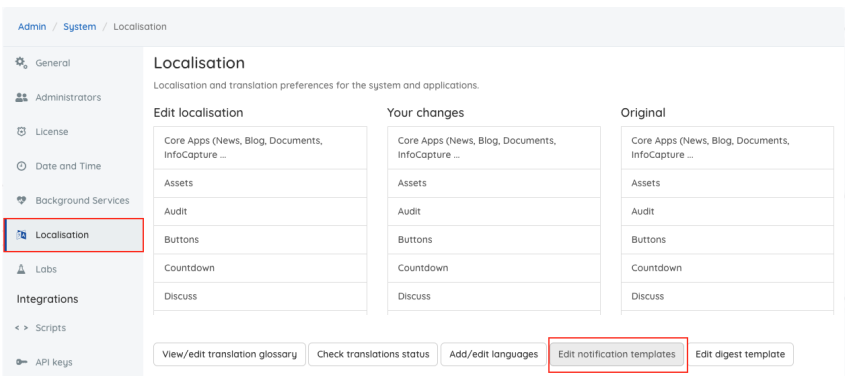 Admin / System / Localisation
General
Administrators
License
Date and Time
Background Services
Localisation
Labs
Integrations
Scripts
API keys
Localisation
Localisation and translation preferences for the system and applications.
Edit localisation
Core Apps (News, Blog, Documents,
InfoCapture ...
Assets
Audit
Buttons
Countdown
Discuss
Your changes
Core Apps (News, Blog, Documents,
InfoCapture ...
Assets
Audit
Buttons
Countdown
Discuss
Original
Core Apps (News, Blog, Documents,
InfoCapture ...
Assets
Audit
Buttons
Countdown
Discuss
View/edit translation glossary
Check translations status
Add/edit languages
Edit notification templates
Edit digest template